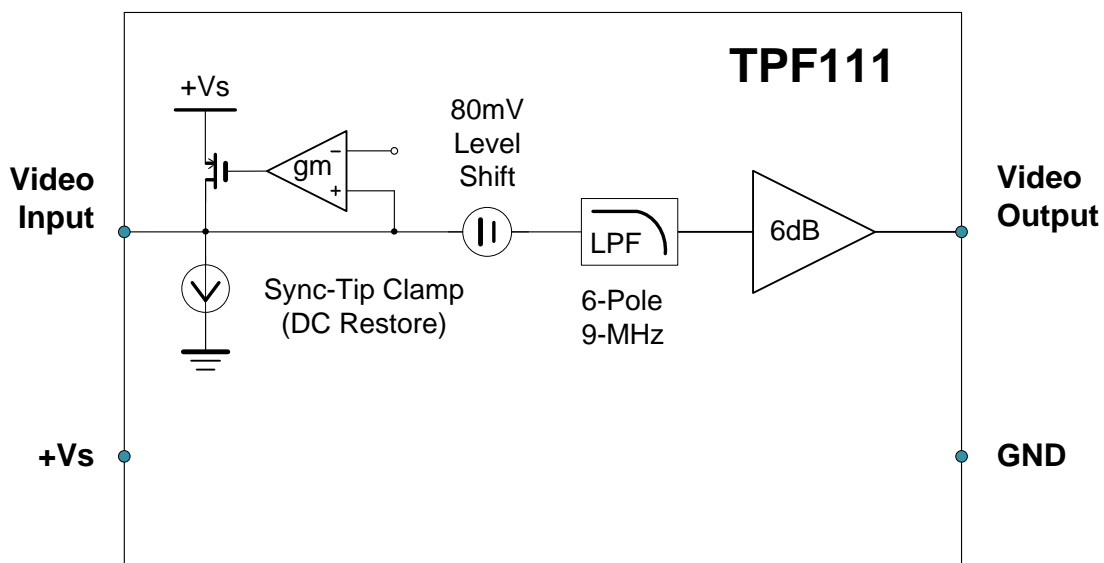 TPF111
+Vs
80mV
Level
Shift
gm
−
+
Video
Input
Video
Output
LPF
6dB
Sync-Tip Clamp
(DC Restore)
6-Pole
9-MHz
+Vs
GND